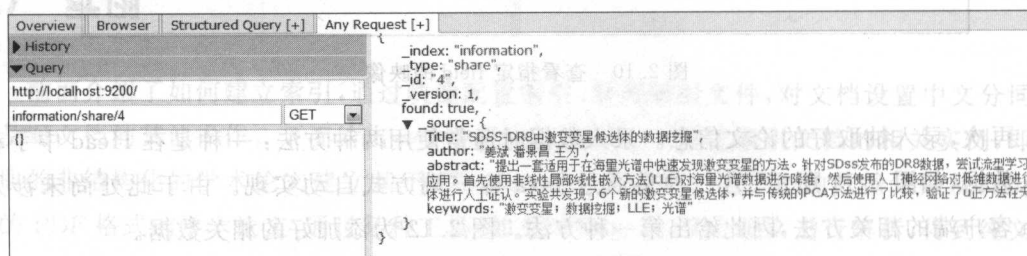 Overview Browser Structured Query [+] Any Request [+]
History
Query
http://localhost:9200/
information/share/4 GET
{}
{
_index: "information",
_type: "share",
_id: "4",
_version: 1,
found: true,
_source: {
Title: "SDSS-DR8中激变变星候选体的数据挖掘",
author: "姜斌 潘景昌 王为",
abstract: "提出一套适用于在海量光谱中快速发现激变变星的方法。针对SDss发布的DR8数据，尝试流型学习
应用。首先使用非线性局部线性嵌入方法(LLE)对海量光谱数据进行降维，然后使用人工神经网络对低维数据进行
体进行人工证认。实验共发现了6个新的激变变星候选体，并与传统的PCA方法进行了比较，验证了u正方法在天
keywords: "激变变星；数据挖掘；LLE；光谱"
}
}